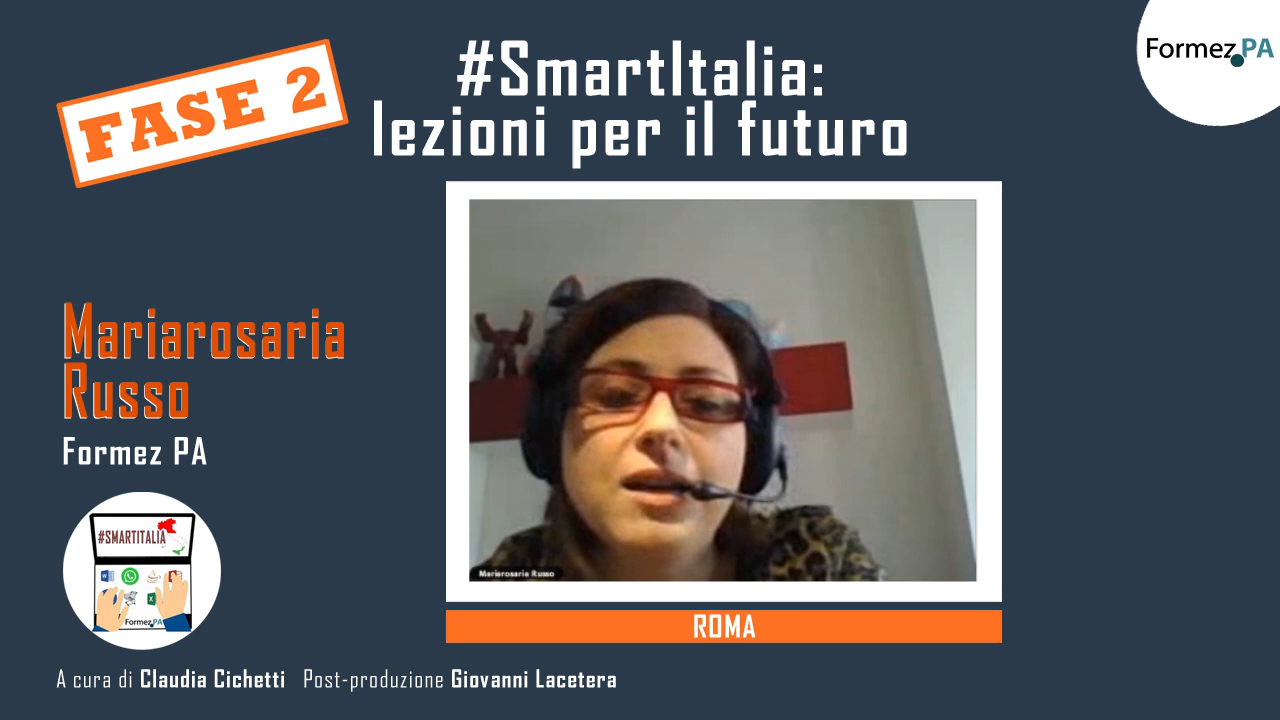 FASE 2
#SmartItalia:
lezioni per il futuro
Formez.PA
Mariarosaria
Russo
Formez PA
Mariarosaria Russo
#SMARTITALIA
Formez.PA
ROMA
A cura di Claudia Cichetti Post-produzione Giovanni Lacetera